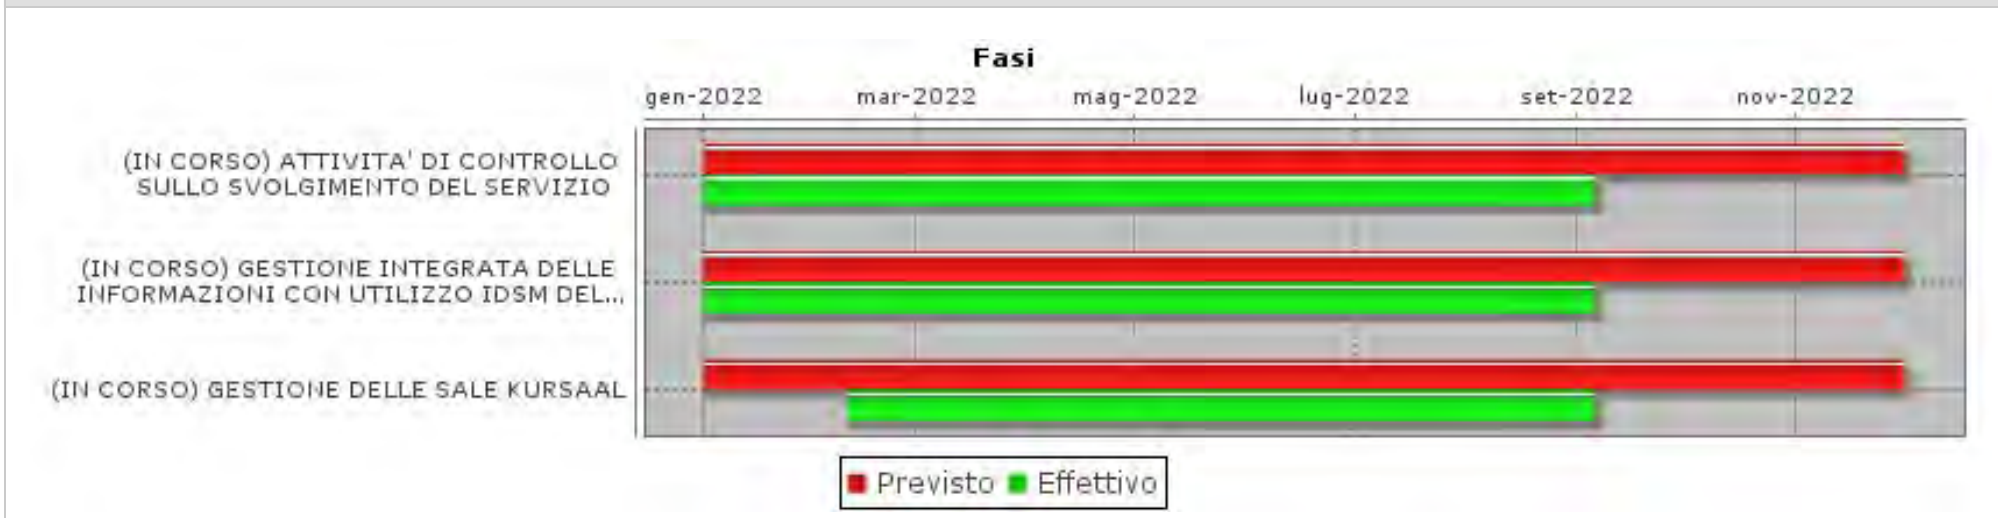 Fasi
gen-2022 mar-2022 mag-2022 lug-2022 set-2022 nov-2022
(IN CORSO) ATTIVITA' DI CONTROLLO
SULLO SVOLGIMENTO DEL SERVIZIO
(IN CORSO) GESTIONE INTEGRATA DELLE
INFORMAZIONI CON UTILIZZO IDSM DEL...
(IN CORSO) GESTIONE DELLE SALE KURSAAL
Previsto Effettivo